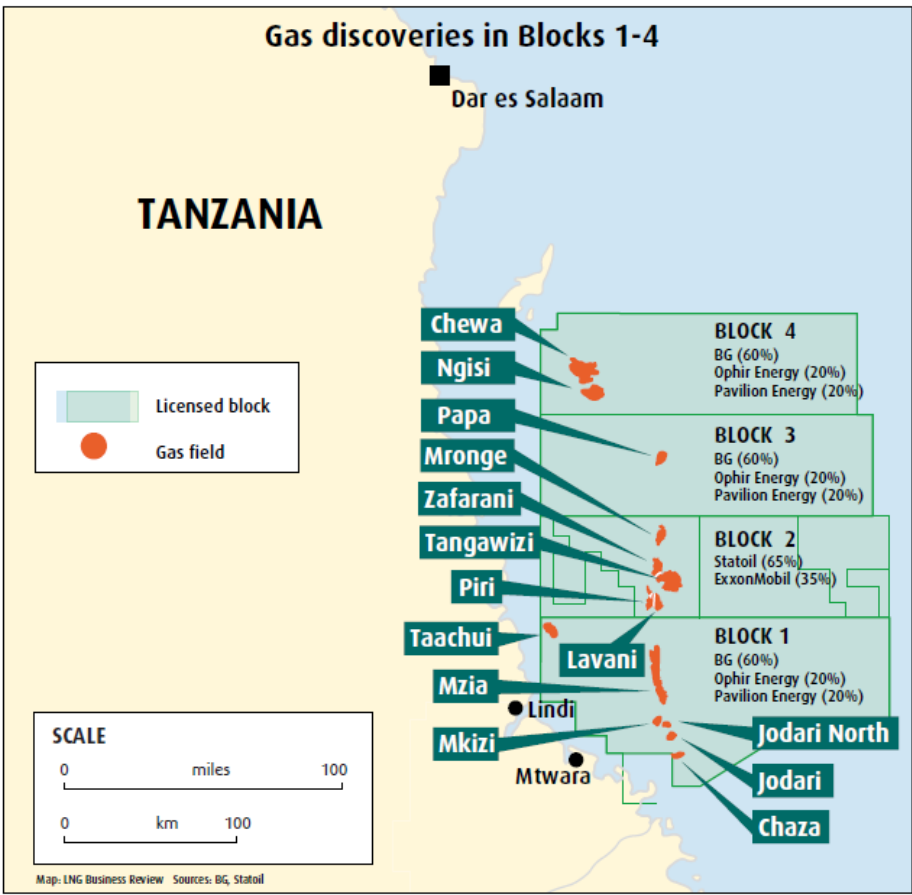 Gas discoveries in Blocks 1-4
Dar es Salaam
TANZANIA
Chewa
Ngisi
Papa
Mronge
Zafarani
Tangawizi
Piri
Taachui
Lavani
Mzia
Mkizi
Lindi
Mtwara
Jodari North
Jodari
Chaza
BLOCK 4
BG (60%)
Ophir Energy (20%)
Pavilion Energy (20%)
BLOCK 3
BG (60%)
Ophir Energy (20%)
Pavilion Energy (20%)
BLOCK 2
Statoil (65%)
ExxonMobil (35%)
BLOCK 1
BG (60%)
Ophir Energy (20%)
Pavilion Energy (20%)
Licensed block
Gas field
SCALE
0 miles 100
0 km 100
Map: LNG Business Review Sources: BG, Statoil